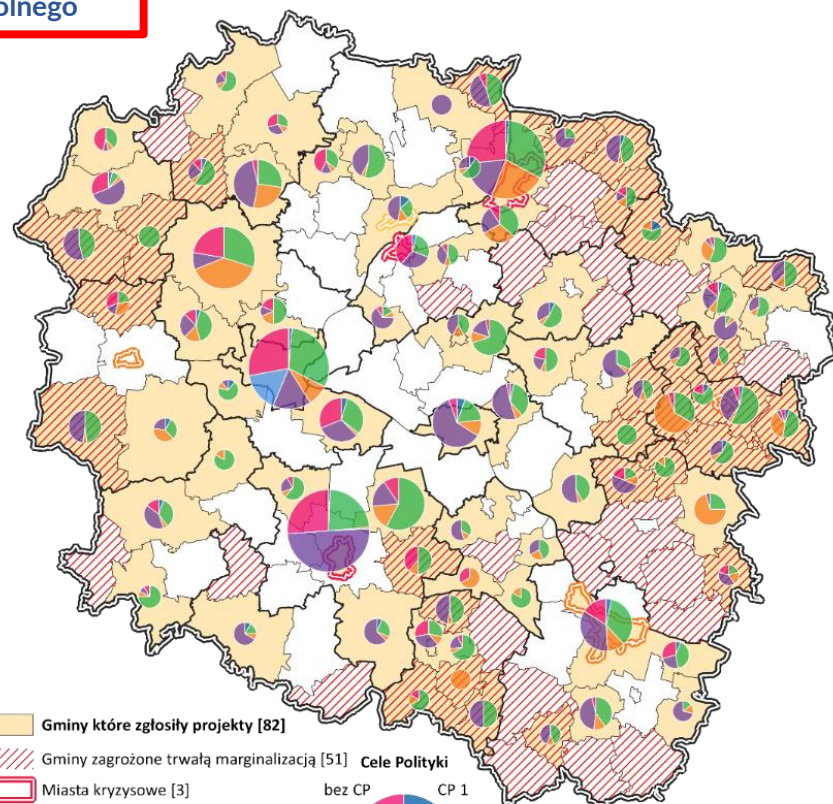 olnego
Gminy które zgłosiły projekty [82]
Gminy zagrożone trwałą marginalizacją [51]
Cele Polityki
Miasta kryzysowe [3]
bez CP
CP 1